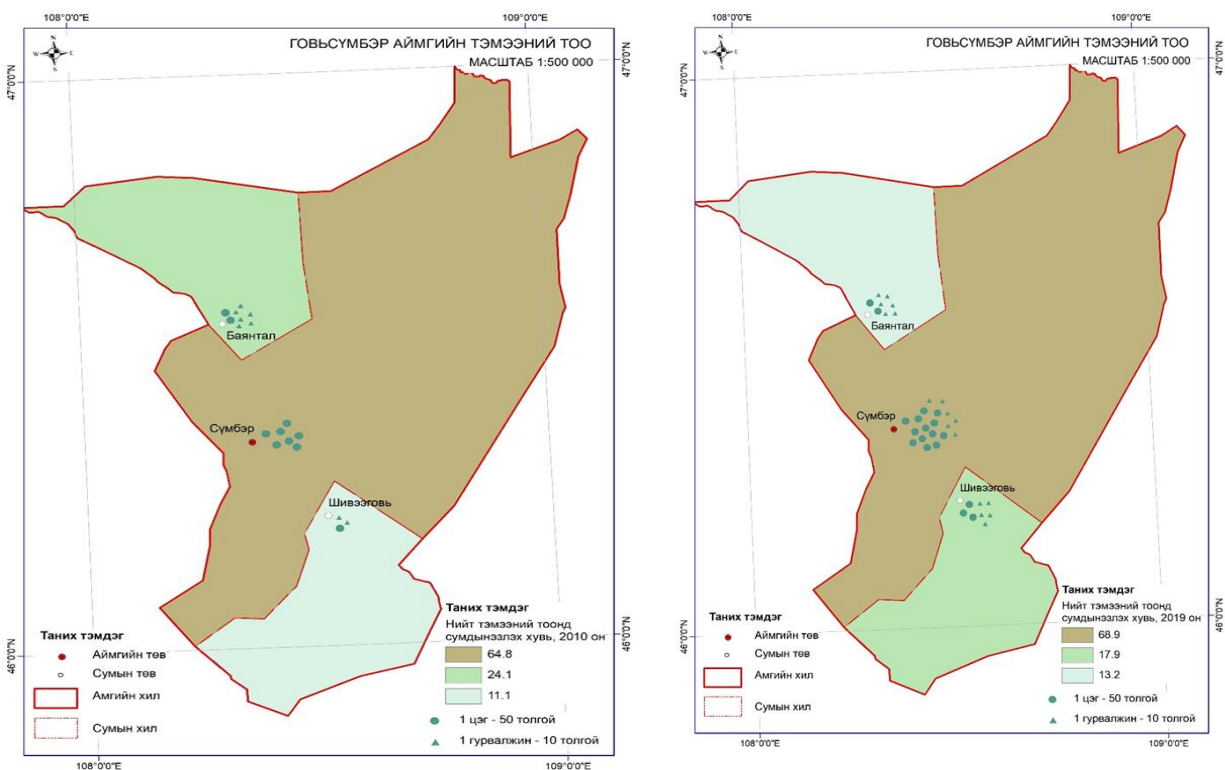 108°0'0"E
109°0'0"E
ГОВЬСҮМБЭР АЙМГИЙН ТЭМЭЭНИЙ ТОО
МАСШТАБ 1:500 000
N
W
E
S
47°0'0"N
47°0'0"N
Баянтал
Сүмбэр
Шивээговь
Таних тэмдэг
Аймгийн төв
Сумын төв
Амгийн хил
Сумын хил
Таних тэмдэг
Нийт тэмээний тоонд
сумдынэзлэх хувь, 2010 он
64.8
24.1
11.1
1 цэг - 50 толгой
1 гурвалжин - 10 толгой
46°0'0"N
46°0'0"N
108°0'0"E
109°0'0"E
108°0'0"E
109°0'0"E
ГОВЬСҮМБЭР АЙМГИЙН ТЭМЭЭНИЙ ТОО
МАСШТАБ 1:500 000
N
W
E
S
47°0'0"N
47°0'0"N
Баянтал
Сүмбэр
Шивээговь
Таних тэмдэг
Аймгийн төв
Сумын төв
Амгийн хил
Сумын хил
Таних тэмдэг
Нийт тэмээний тоонд
сумдынэзлэх хувь, 2019 он
68.9
17.9
13.2
1 цэг - 50 толгой
1 гурвалжин - 10 толгой
46°0'0"N
46°0'0"N
108°0'0"E
109°0'0"E